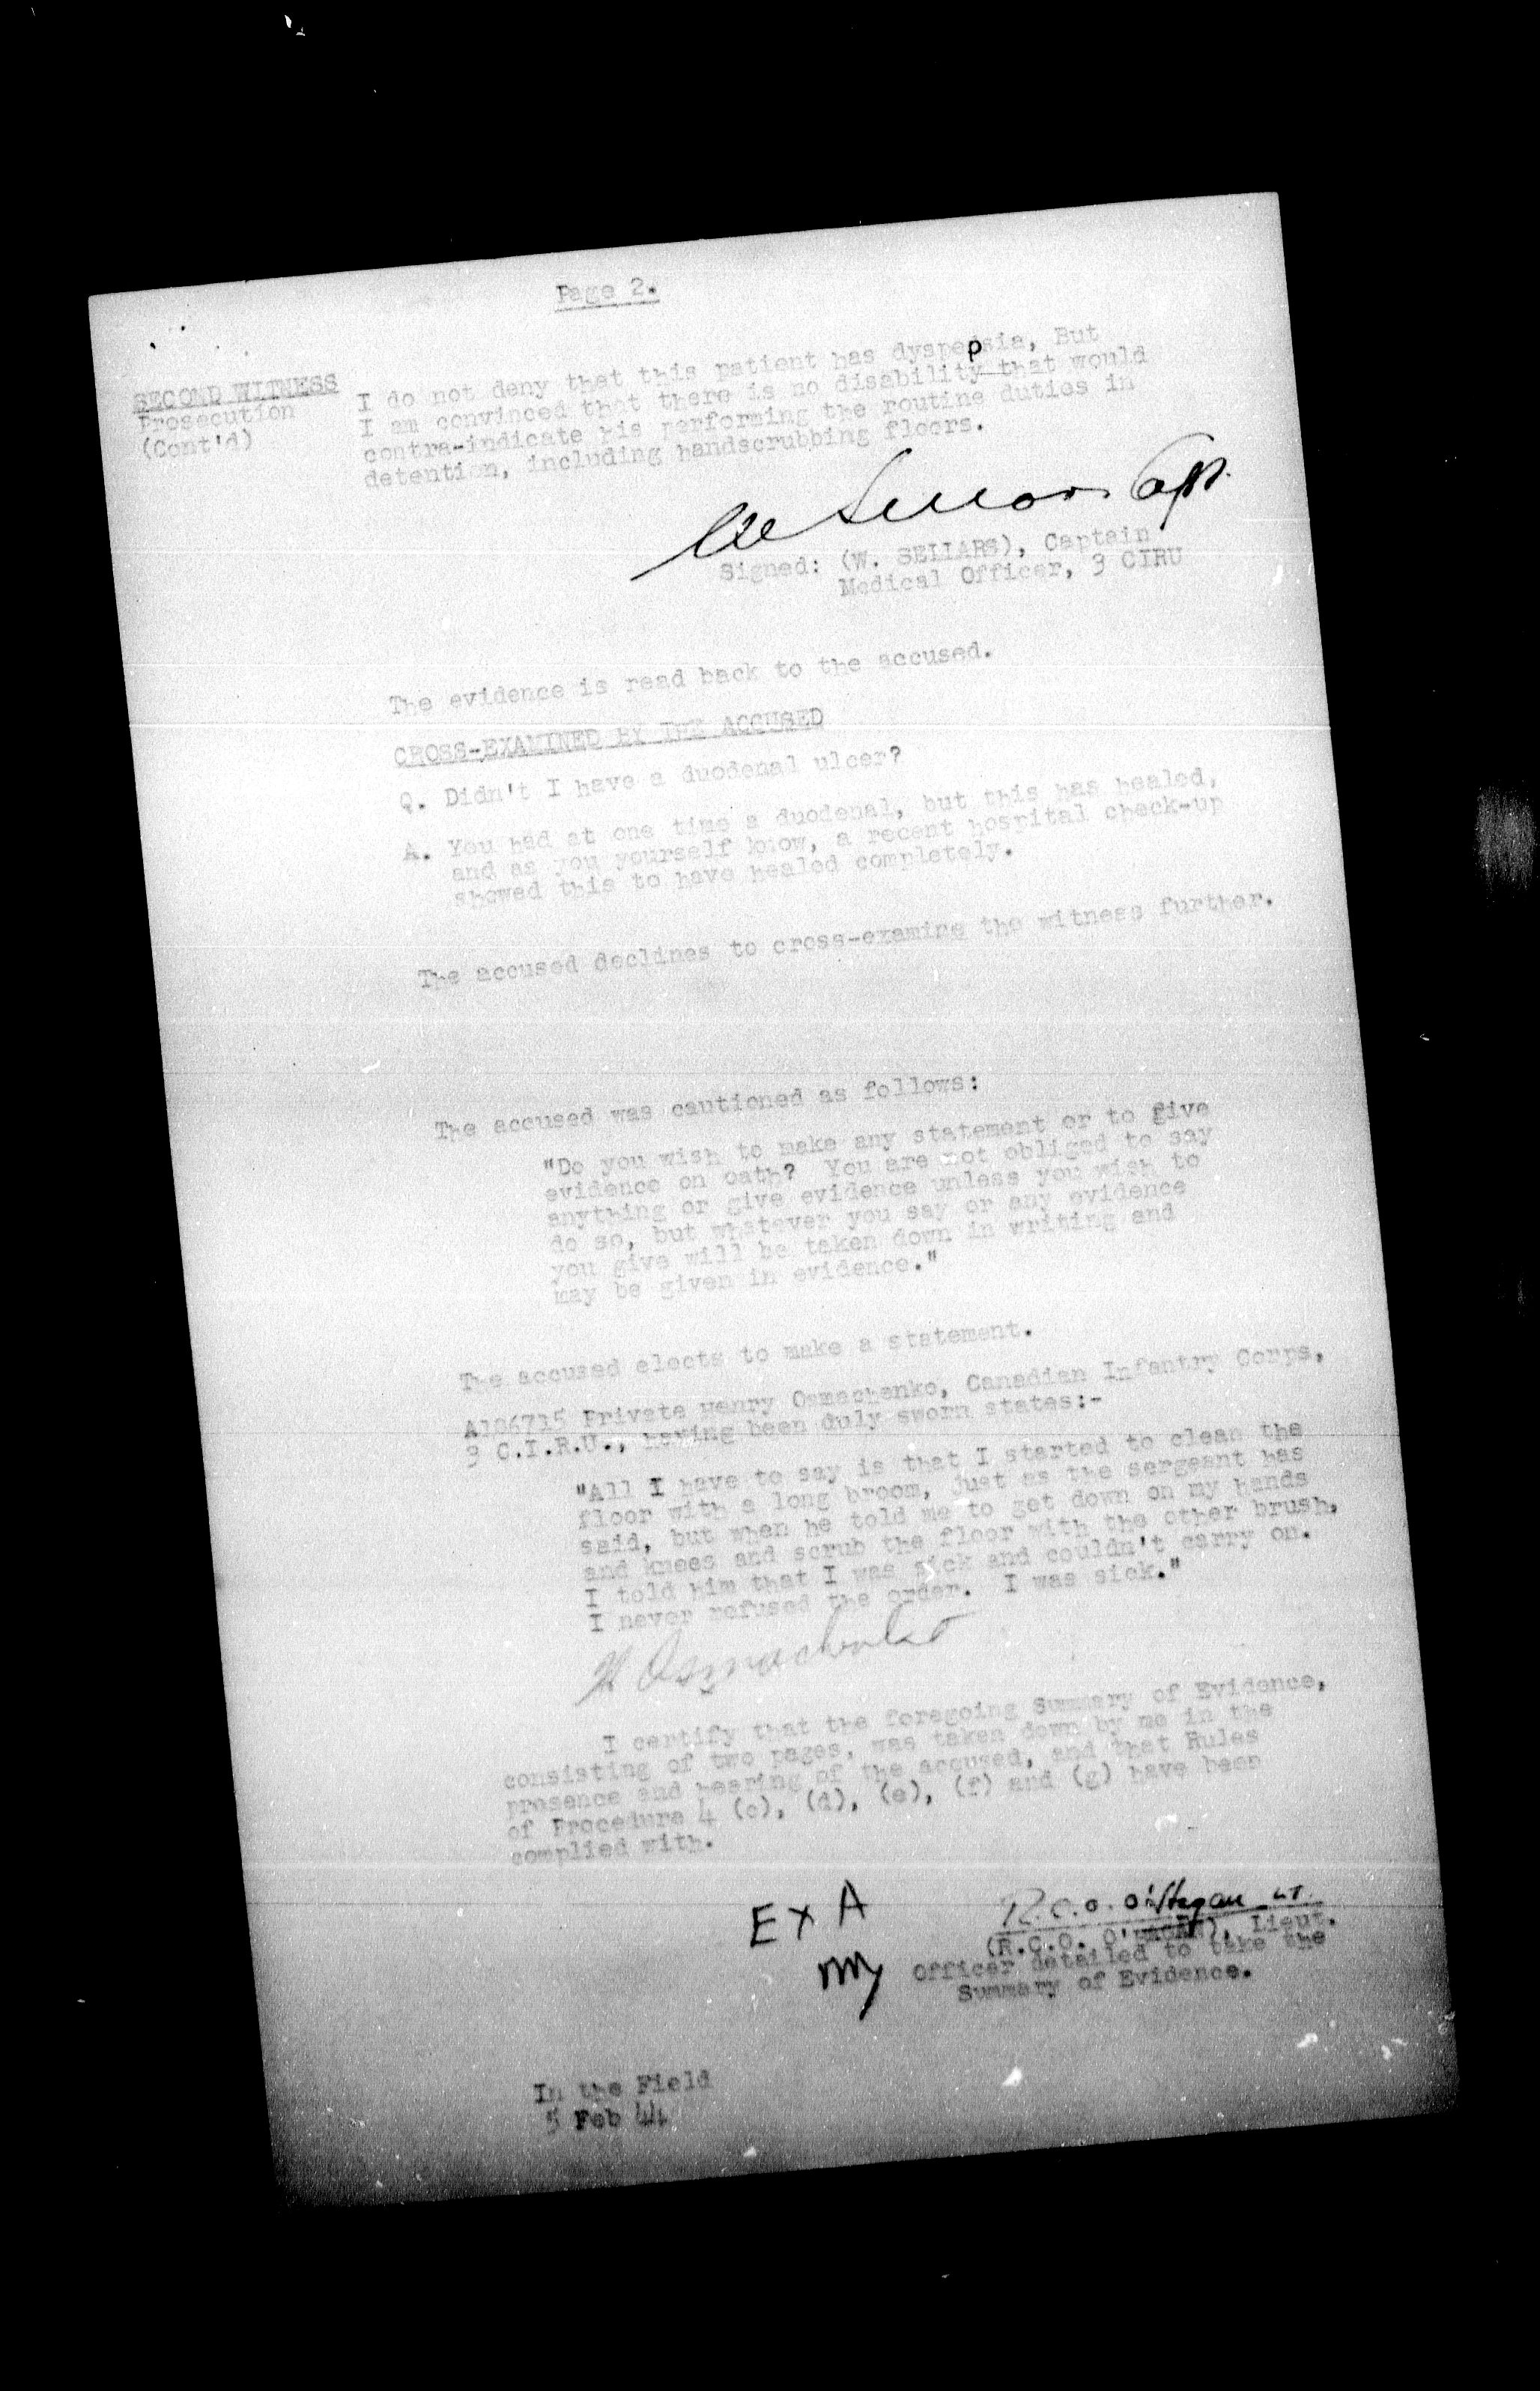 Page 2.
SECOND WITNESS
Prosecution
(Cont'd)
I do not deny that this patient has dyspepsia, But
I am convinced that there is no disability that would
contra-indicate his performing the routine duties in
detention, including handscrubbing floors.
W Sellars Capt.
Signed: (W. SELLARS), Captain
Medical Officer, 3 CIRU
The evidence is read back to the accused.
CROSS-EXAMINED BY THE ACCUSED
Q. Didn't I have a duodenal ulcer?
A. You had at one time a duodenal, but this has healed,
and as you yourself know, a recent hospital check-up
showed this to have healed completely.
The accused declines to cross-examine the witness further.
The accused was cautioned as follows:
"Do you wish to make any statement or to give
evidence on oath? You are not obliged to say
anything or give evidence unless you wish to
do so, but whatever you say or any evidence
you give will be taken down in writing and
may be given in evidence."
The accused elects to make a statement.
A106715 Private Henry Osmachenko, Canadian Infantry Corps,
3 C.I.R.U., having been duly sworn states:-
"All I have to say is that I started to clean the
floor with a long broom, just as the sergeant has
said, but when he told me to get down on my hands
and knees and scrub the floor with the other brush,
I told him that I was sick and couldn't carry on.
I never refused the order. I was sick."
H Osmachenko
I certify that the foregoing Summary of Evidence,
consisting of two pages, was taken down by me in the
presence and hearing of the accused, and that Rules
of Procedure 4 (c), (d), (e), (f) and (g) have been
complied with.
Ex A
R.C.O. O'Hagan LT.
(R.C.O. O'HAGAN), Lieut.
Officer detailed to take the
Summary of Evidence.
In the Field
5 Feb 44